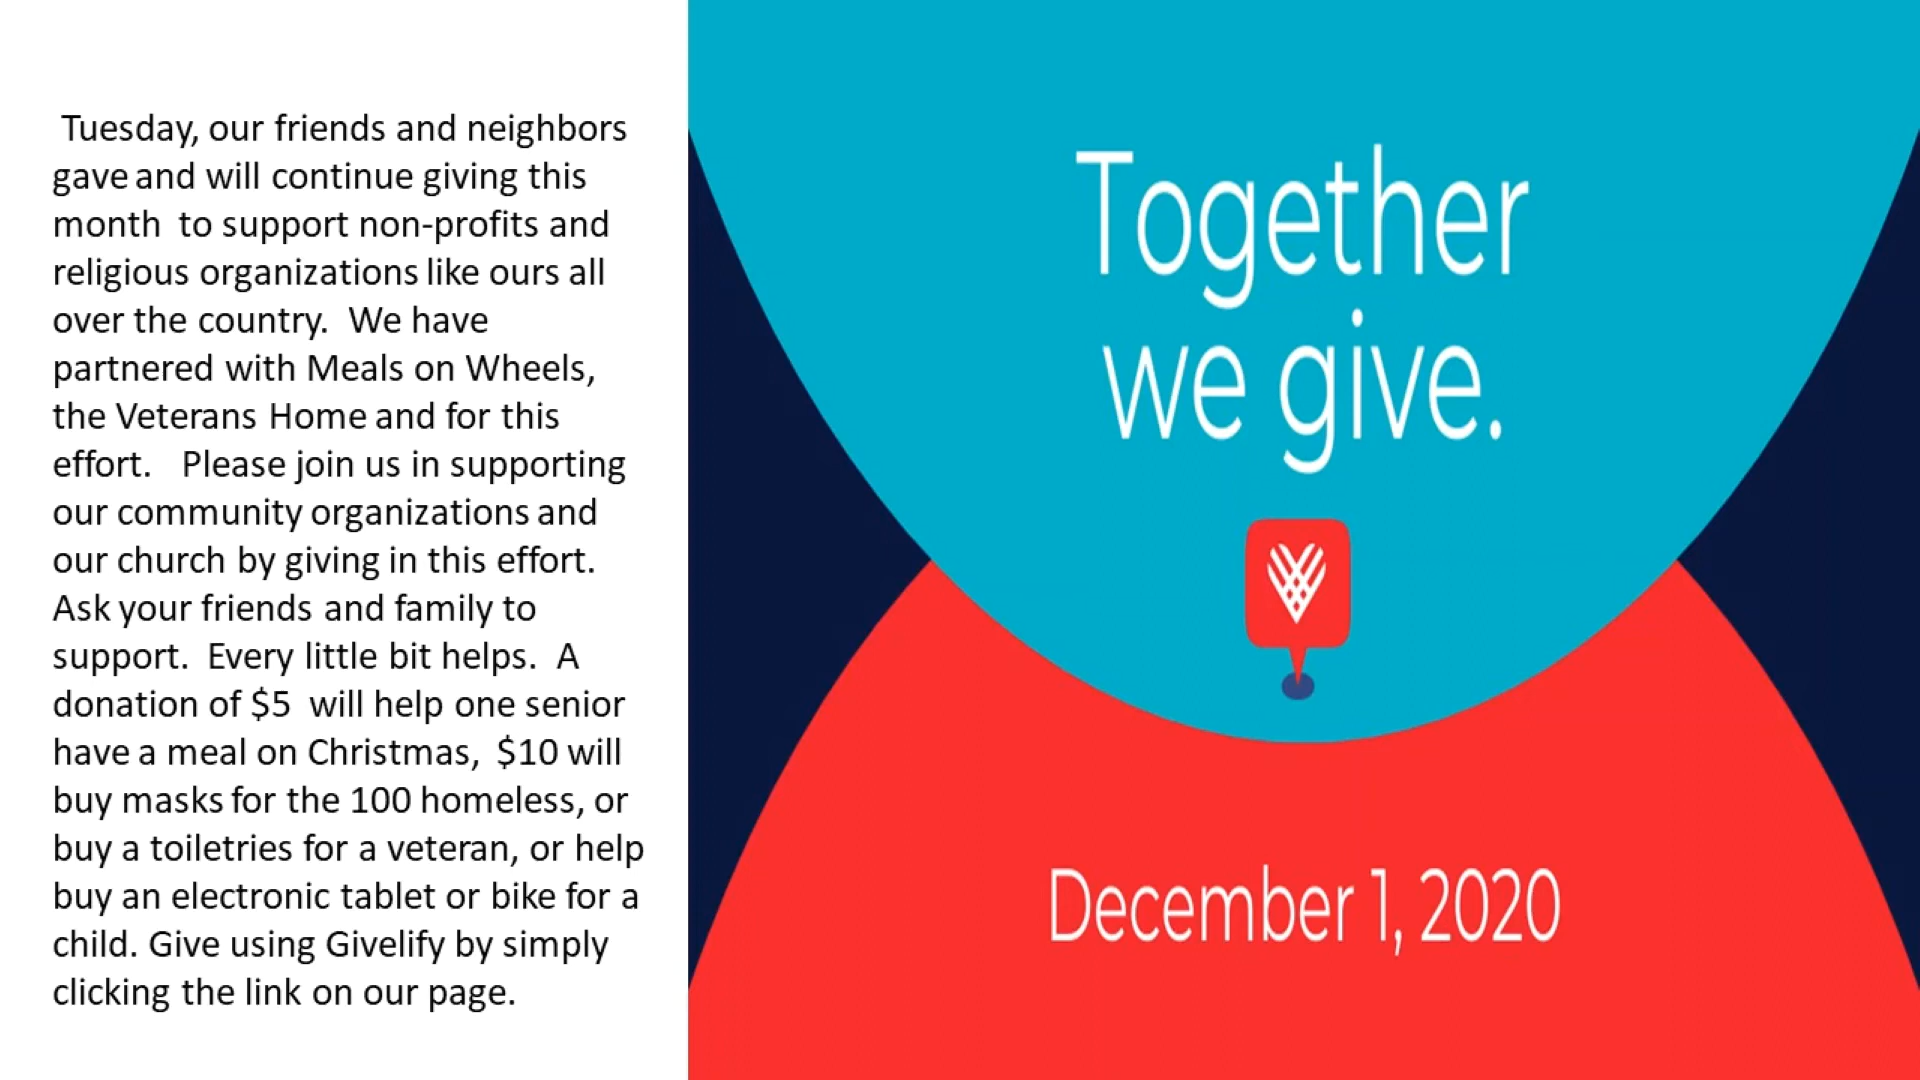 Tuesday, our friends and neighbors
gave and will continue giving this
month to support non-profits and
religious organizations like ours all
over the country. We have
partnered with Meals on Wheels,
the Veterans Home and for this
effort. Please join us in supporting
our community organizations and
our church by giving in this effort.
Ask your friends and family to
support. Every little bit helps. A
donation of $5 will help one senior
have a meal on Christmas, $10 will
buy masks for the 100 homeless, or
buy a toiletries for a veteran, or help
buy an electronic tablet or bike for a
child. Give using Givelify by simply
clicking the link on our page.
Together
we give.
December 1, 2020